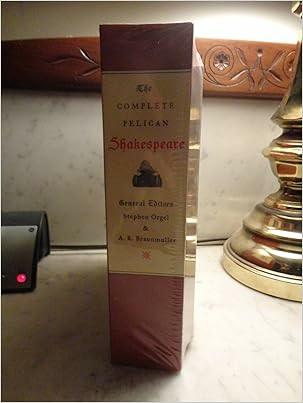 The
COMPLETE
PELICAN
Shakespeare
General Editors
Stephen Orgel
&
A. R. Braunmuller